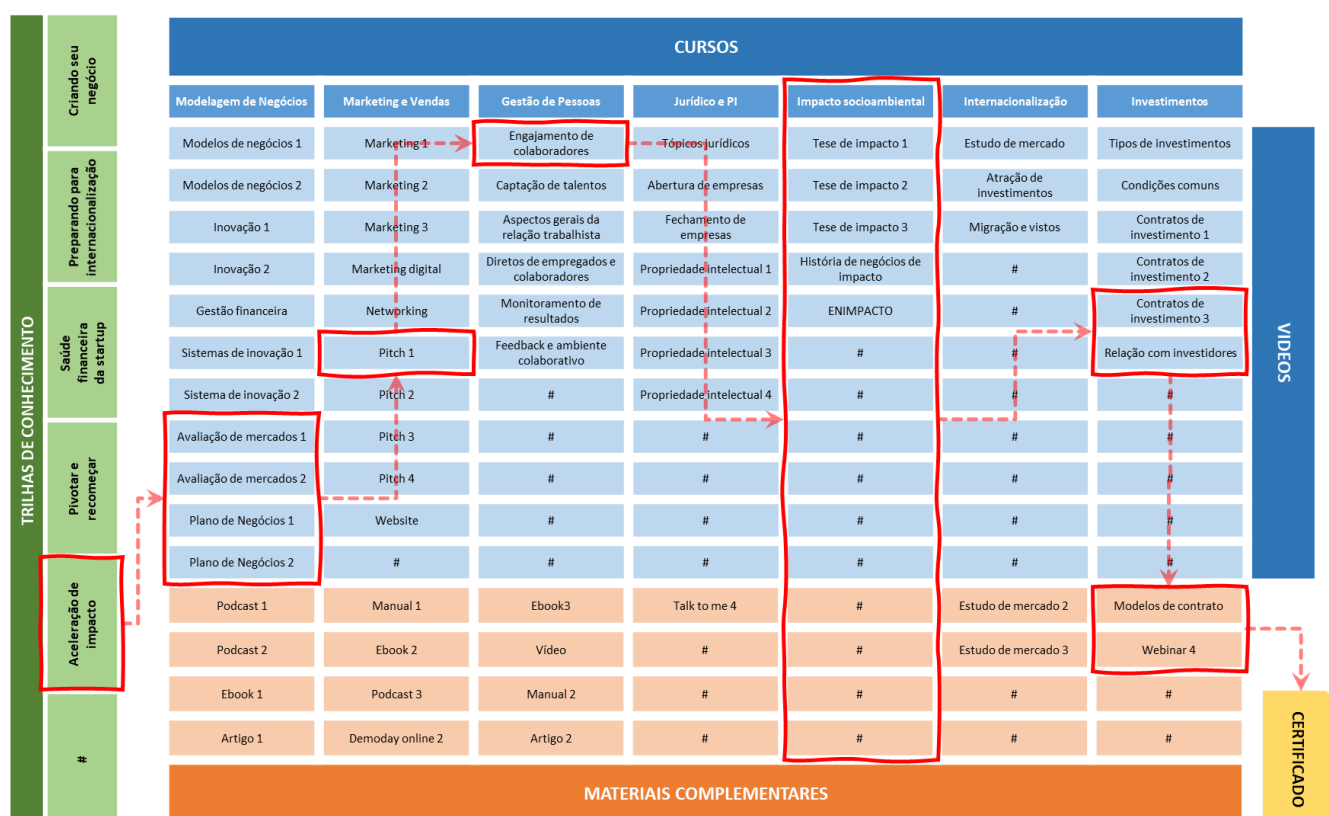 TRILHAS DE CONHECIMENTO
Criando seu
negócio
Preparando para
internacionalização
Saúde
financeira
da startup
Pivotar e
recomeçar
Aceleração de
impacto
#
CURSOS
Modelagem de Negócios
Marketing e Vendas
Gestão de Pessoas
Jurídico e PI
Impacto socioambiental
Internacionalização
Investimentos
Modelos de negócios 1
Marketing 1
Engajamento de
colaboradores
Tópicos jurídicos
Tese de impacto 1
Estudo de mercado
Tipos de investimentos
Modelos de negócios 2
Marketing 2
Captação de talentos
Abertura de empresas
Tese de impacto 2
Atração de
investimentos
Condições comuns
Inovação 1
Marketing 3
Aspectos gerais da
relação trabalhista
Fechamento de
empresas
Tese de impacto 3
Migração e vistos
Contratos de
investimento 1
Inovação 2
Marketing digital
Diretos de empregados e
colaboradores
Propriedade intelectual 1
História de negócios de
impacto
#
Contratos de
investimento 2
Gestão financeira
Networking
Monitoramento de
resultados
Propriedade intelectual 2
ENIMPACTO
#
Contratos de
investimento 3
Sistemas de inovação 1
Pitch 1
Feedback e ambiente
colaborativo
Propriedade intelectual 3
#
#
Relação com investidores
Sistema de inovação 2
Pitch 2
#
Propriedade intelectual 4
#
#
#
Avaliação de mercados 1
Pitch 3
#
#
#
#
#
Avaliação de mercados 2
Pitch 4
#
#
#
#
#
Plano de Negócios 1
Website
#
#
#
#
#
Plano de Negócios 2
#
#
#
#
#
#
Podcast 1
Manual 1
Ebook3
Talk to me 4
#
Estudo de mercado 2
Modelos de contrato
Podcast 2
Ebook 2
Vídeo
#
#
Estudo de mercado 3
Webinar 4
Ebook 1
Podcast 3
Manual 2
#
#
#
#
Artigo 1
Demoday online 2
Artigo 2
#
#
#
#
MATERIAIS COMPLEMENTARES
VIDEOS
CERTIFICADO